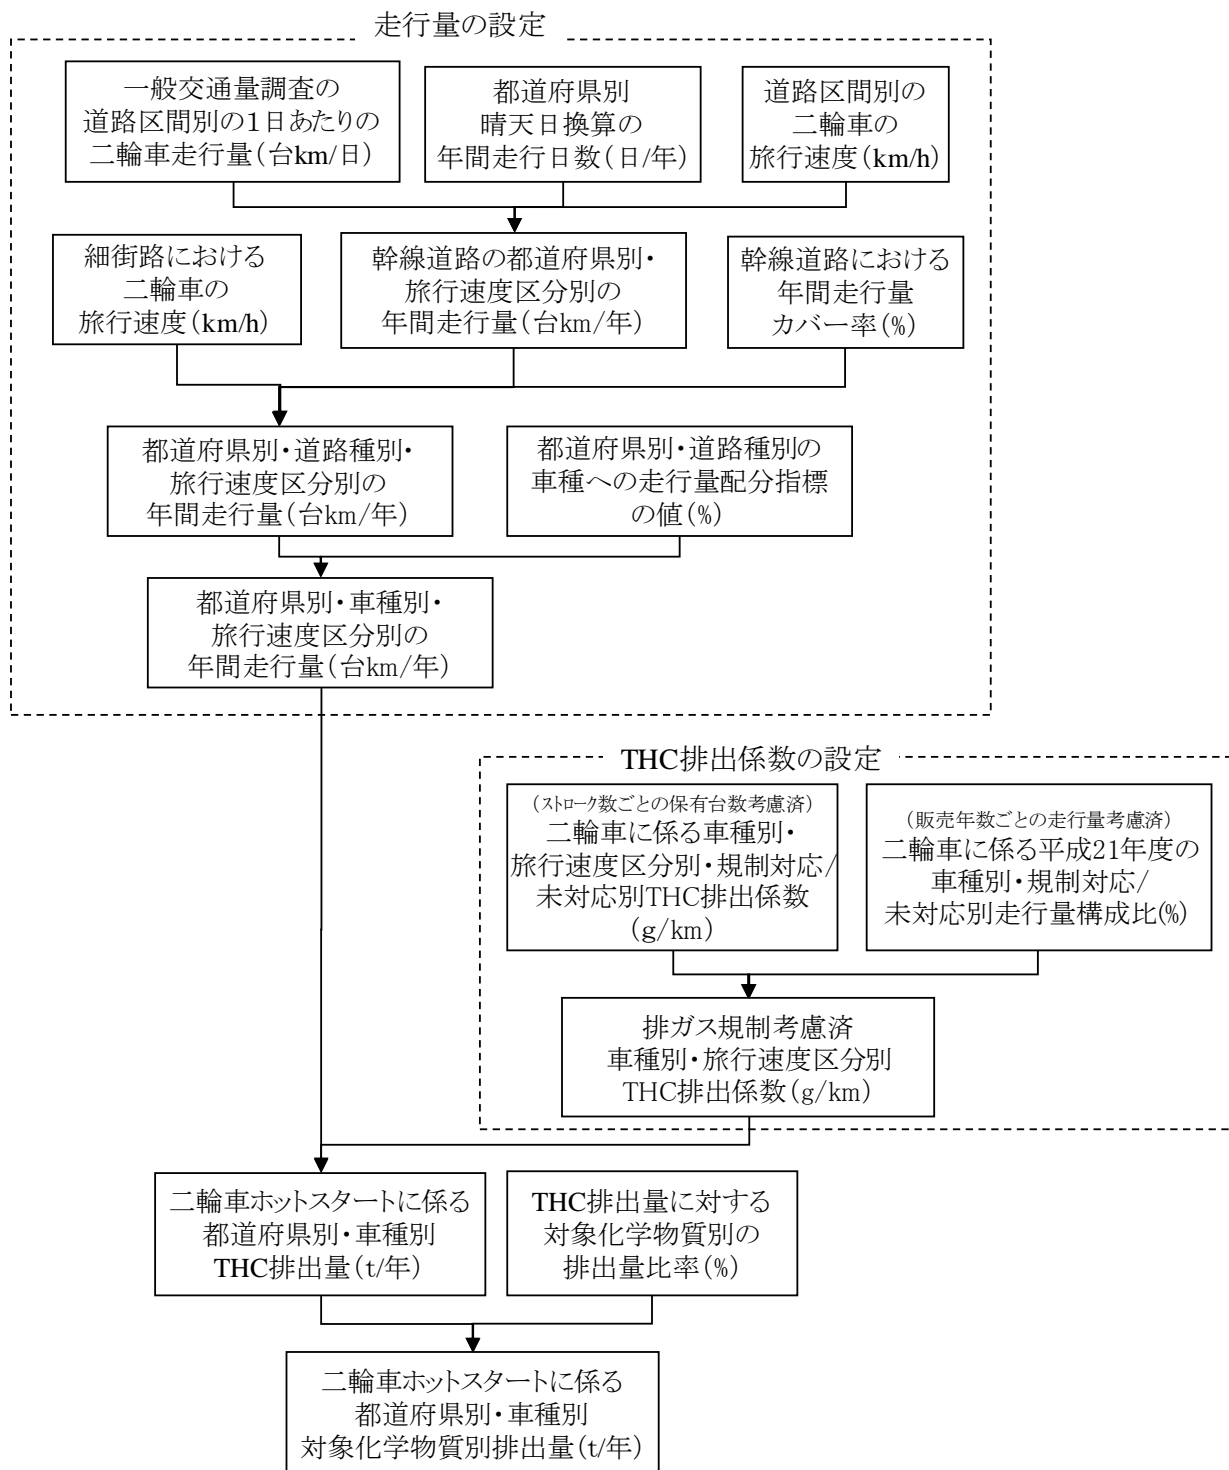 走行量の設定
一般交通量調査の
道路区間別の1日あたりの
二輪車走行量(台km/日)
都道府県別
晴天日換算の
年間走行日数(日/年)
道路区間別の
二輪車の
旅行速度(km/h)
細街路における
二輪車の
旅行速度(km/h)
幹線道路の都道府県別・
旅行速度区分別の
年間走行量(台km/年)
幹線道路における
年間走行量
カバー率(%)
都道府県別・道路種別・
旅行速度区分別の
年間走行量(台km/年)
都道府県別・道路種別の
車種への走行量配分指標
の値(%)
都道府県別・車種別・
旅行速度区分別の
年間走行量(台km/年)
THC排出係数の設定
(ストローク数ごとの保有台数考慮済)
二輪車に係る車種別・
旅行速度区分別・規制対応/
未対応別THC排出係数
(g/km)
(販売年数ごとの走行量考慮済)
二輪車に係る平成21年度の
車種別・規制対応/
未対応別走行量構成比(%)
排ガス規制考慮済
車種別・旅行速度区分別
THC排出係数(g/km)
二輪車ホットスタートに係る
都道府県別・車種別
THC排出量(t/年)
THC排出量に対する
対象化学物質別の
排出量比率(%)
二輪車ホットスタートに係る
都道府県別・車種別
対象化学物質別排出量(t/年)